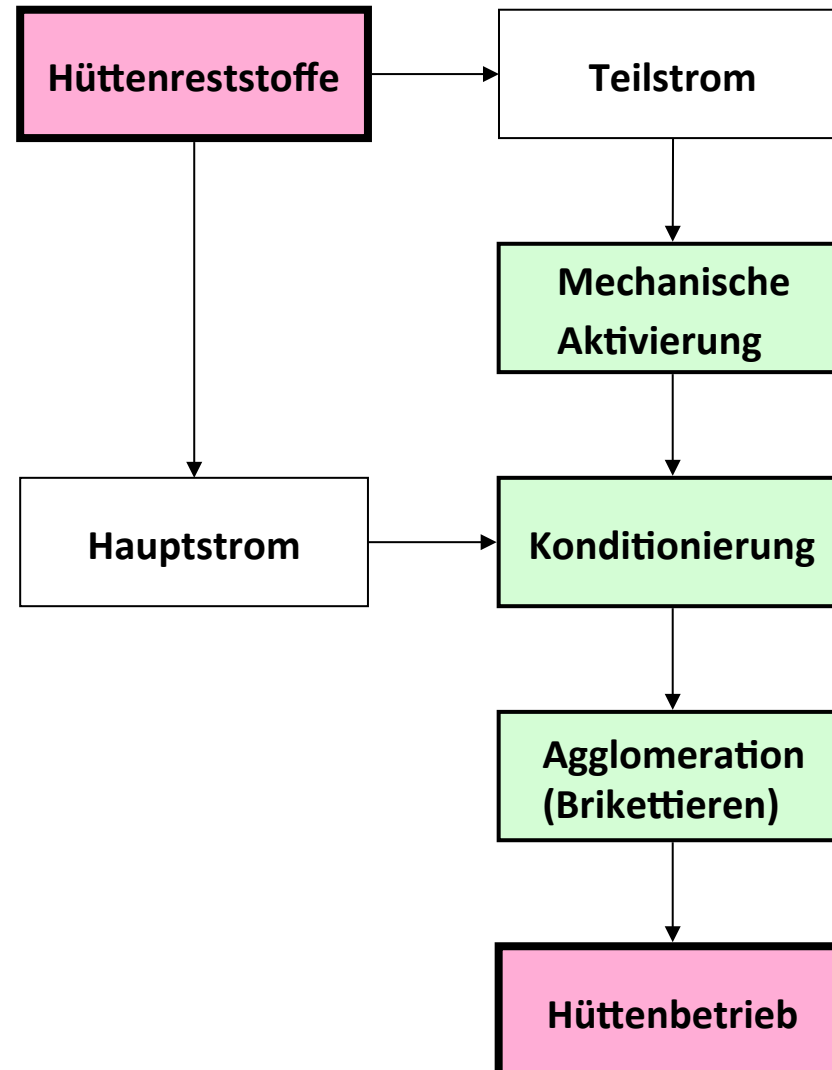 Hüttenreststoffe
Teilstrom
Mechanische
Aktivierung
Hauptstrom
Konditionierung
Agglomeration
(Brikettieren)
Hüttenbetrieb